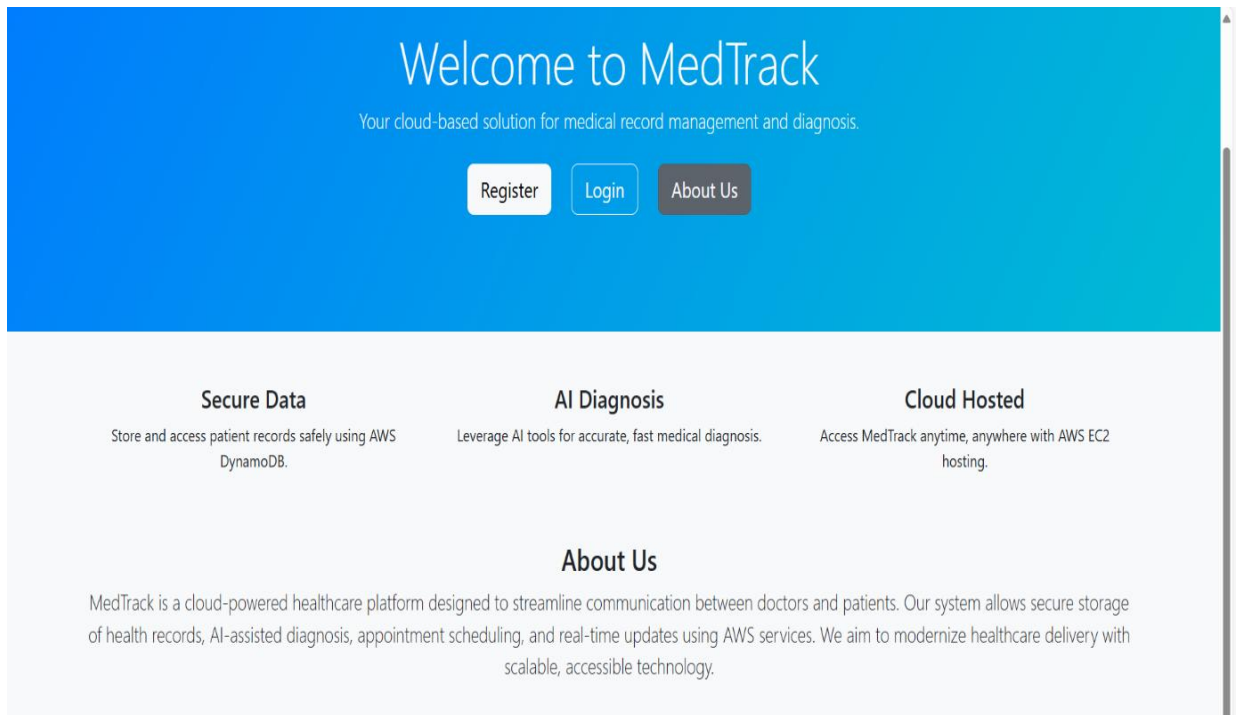 Welcome to MedTrack
Your cloud-based solution for medical record management and diagnosis.
Register Login About Us
Secure Data
Store and access patient records safely using AWS
DynamoDB.
AI Diagnosis
Leverage AI tools for accurate, fast medical diagnosis.
Cloud Hosted
Access MedTrack anytime, anywhere with AWS EC2
hosting.
About Us
MedTrack is a cloud-powered healthcare platform designed to streamline communication between doctors and patients. Our system allows secure storage
of health records, AI-assisted diagnosis, appointment scheduling, and real-time updates using AWS services. We aim to modernize healthcare delivery with
scalable, accessible technology.